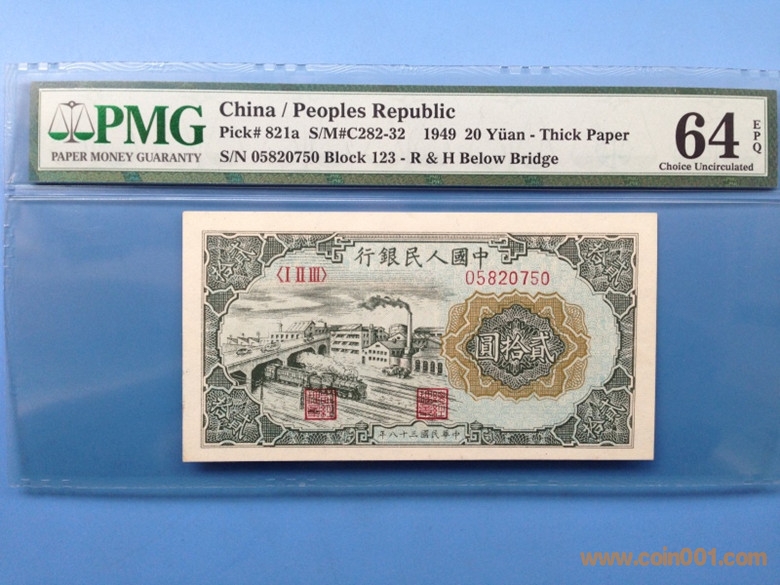 PMG
PAPER MONEY GUARANTY
China / Peoples Republic
Pick# 821a S/M#C282-32 1949 20 Yüan - Thick Paper
S/N 05820750 Block 123 - R & H Below Bridge
64 EPQ
Choice Uncirculated
行銀民人國中
〈I II III〉
05820750
圓拾貳
年八十三國民華中
www.coin001.com